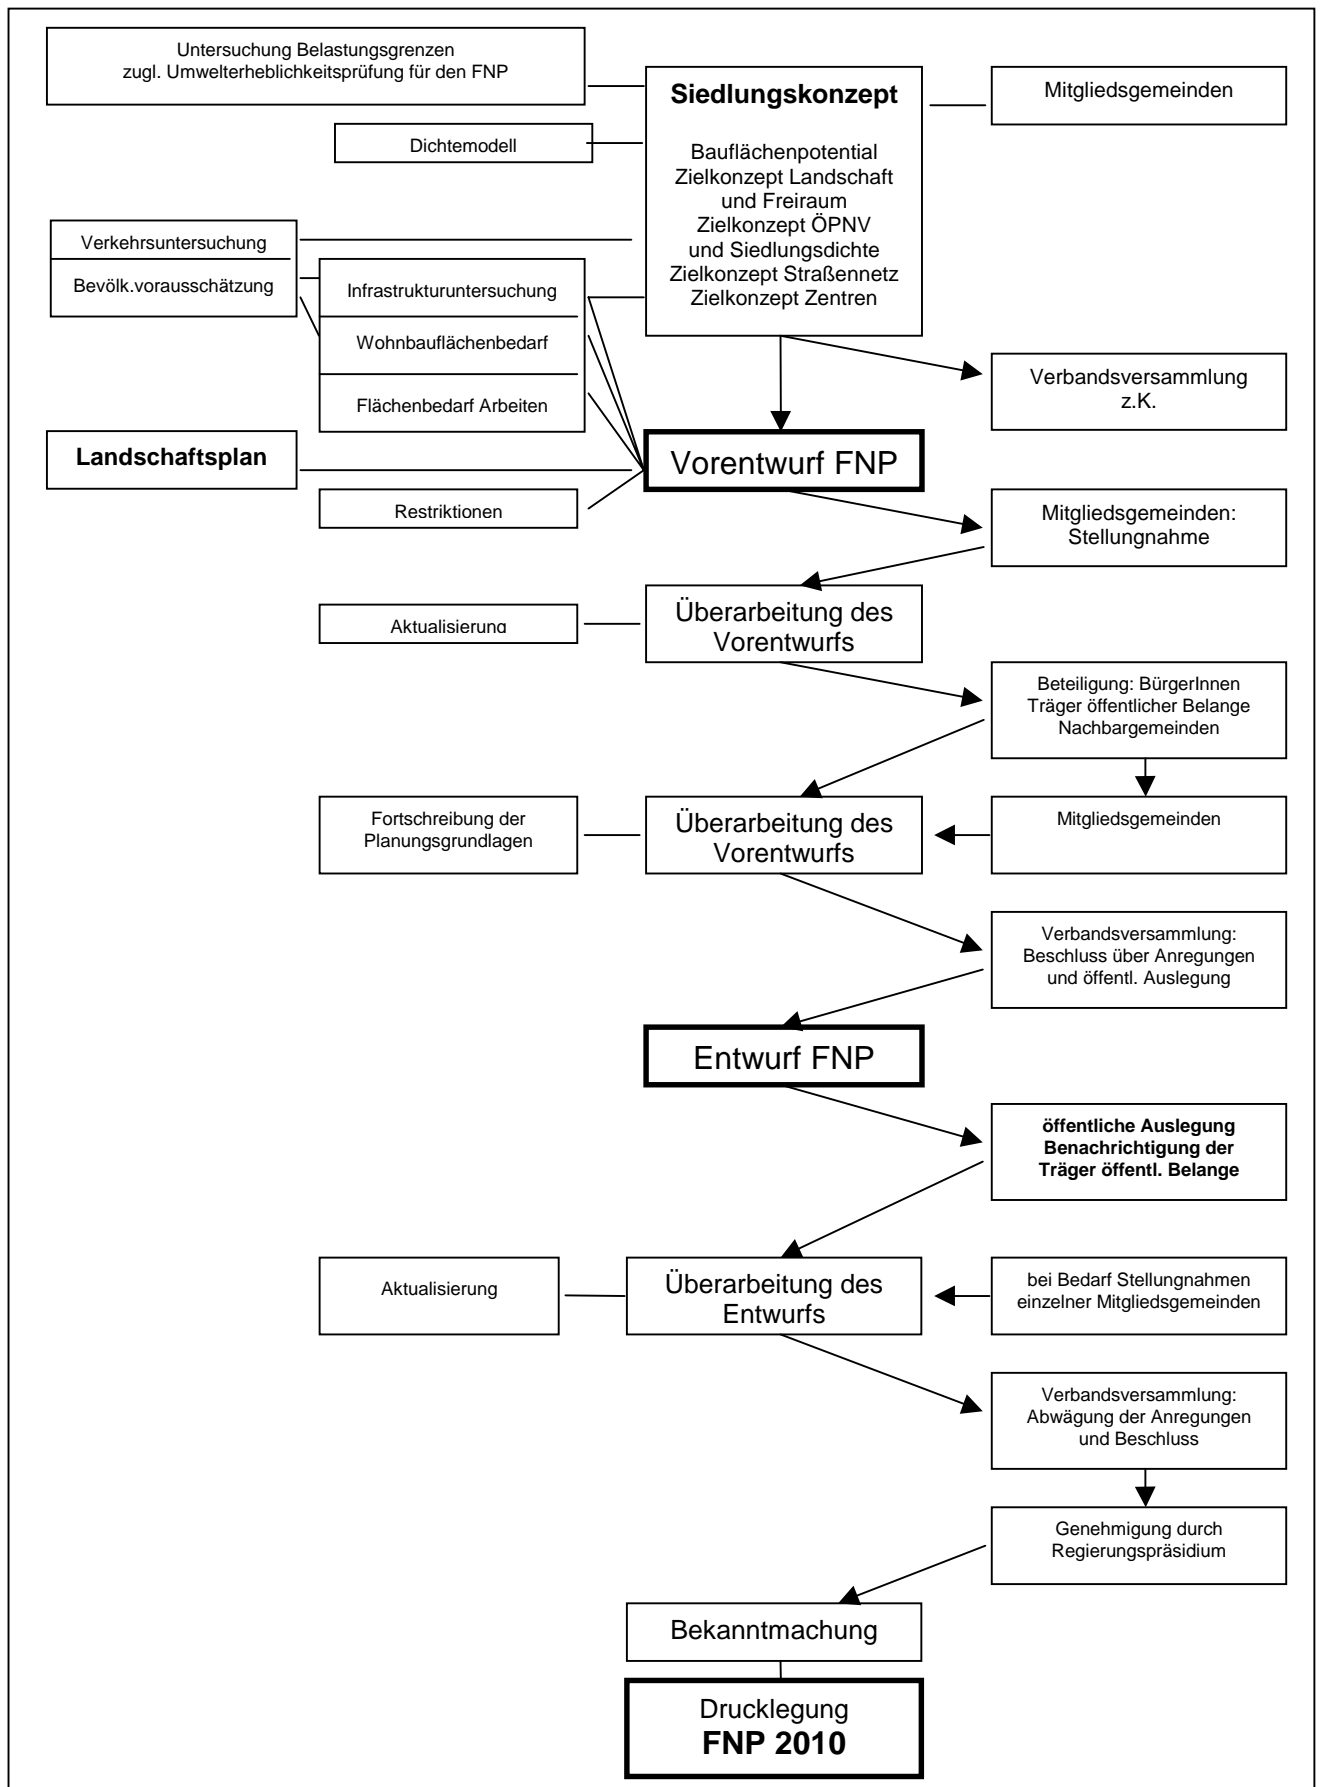 Untersuchung Belastungsgrenzen
zugl. Umwelterheblichkeitsprüfung für den FNP
Siedlungskonzept
Bauflächenpotential
Zielkonzept Landschaft
und Freiraum
Zielkonzept ÖPNV
und Siedlungsdichte
Zielkonzept Straßennetz
Zielkonzept Zentren
Mitgliedsgemeinden
Dichtemodell
Verkehrsuntersuchung
Bevölk.vorausschätzung
Infrastrukturuntersuchung
Wohnbauflächenbedarf
Flächenbedarf Arbeiten
Verbandsversammlung
z.K.
Landschaftsplan
Vorentwurf FNP
Restriktionen
Mitgliedsgemeinden:
Stellungnahme
Aktualisierung
Überarbeitung des
Vorentwurfs
Beteiligung: BürgerInnen
Träger öffentlicher Belange
Nachbargemeinden
Fortschreibung der
Planungsgrundlagen
Überarbeitung des
Vorentwurfs
Mitgliedsgemeinden
Verbandsversammlung:
Beschluss über Anregungen
und öffentl. Auslegung
Entwurf FNP
öffentliche Auslegung
Benachrichtigung der
Träger öffentl. Belange
Aktualisierung
Überarbeitung des
Entwurfs
bei Bedarf Stellungnahmen
einzelner Mitgliedsgemeinden
Verbandsversammlung:
Abwägung der Anregungen
und Beschluss
Genehmigung durch
Regierungspräsidium
Bekanntmachung
Drucklegung
FNP 2010